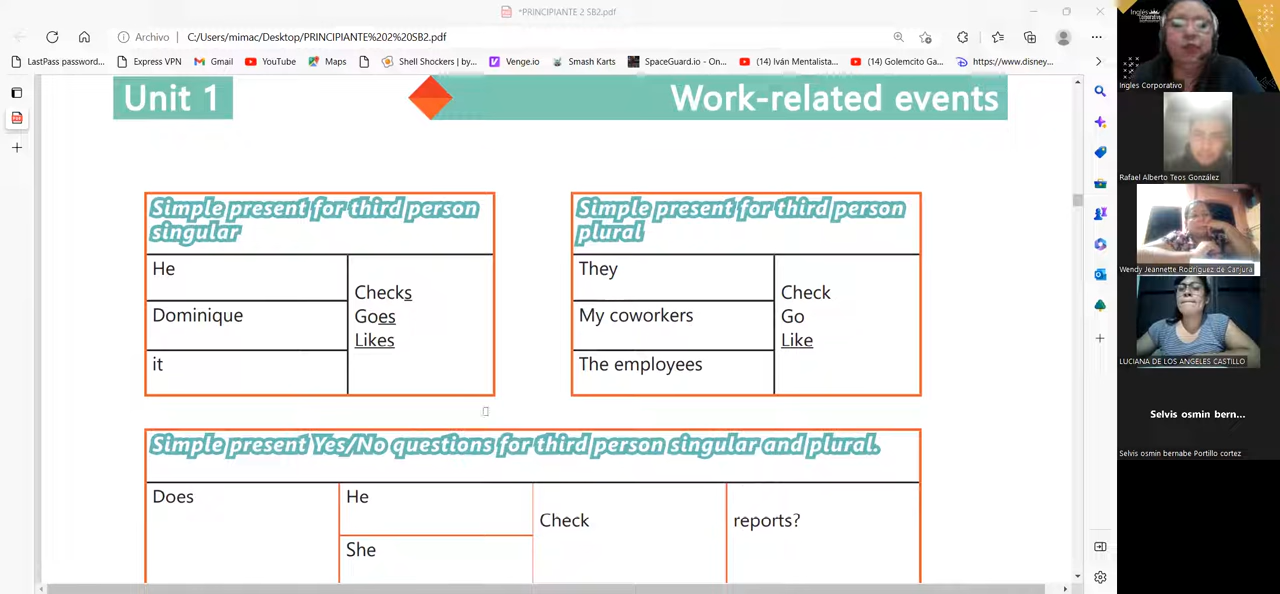 *PRINCIPIANTE 2 SB2.pdf
Archivo C:/Users/mimac/Desktop/PRINCIPIANTE%202%20SB2.pdf
LastPass password... Express VPN Gmail YouTube Maps Shell Shockers | by... Venge.io Smash Karts SpaceGuard.io - On... (14) Iván Mentalista... (14) Golemcito Ga... https://www.disney...
Unit 1
Work-related events
Simple present for third person
singular
He
Dominique
it
Checks
Goes
Likes
Simple present for third person
plural
They
My coworkers
The employees
Check
Go
Like
Simple present Yes/No questions for third person singular and plural.
Does
He
She
Check
reports?
Inglés
Corporativo
Ingles Corporativo
Rafael Alberto Teos González
Wendy Jeannette Rodriguez de Canjura
LUCIANA DE LOS ANGELES CASTILLO
Selvis osmin bern...
Selvis osmin bernabe Portillo cortez